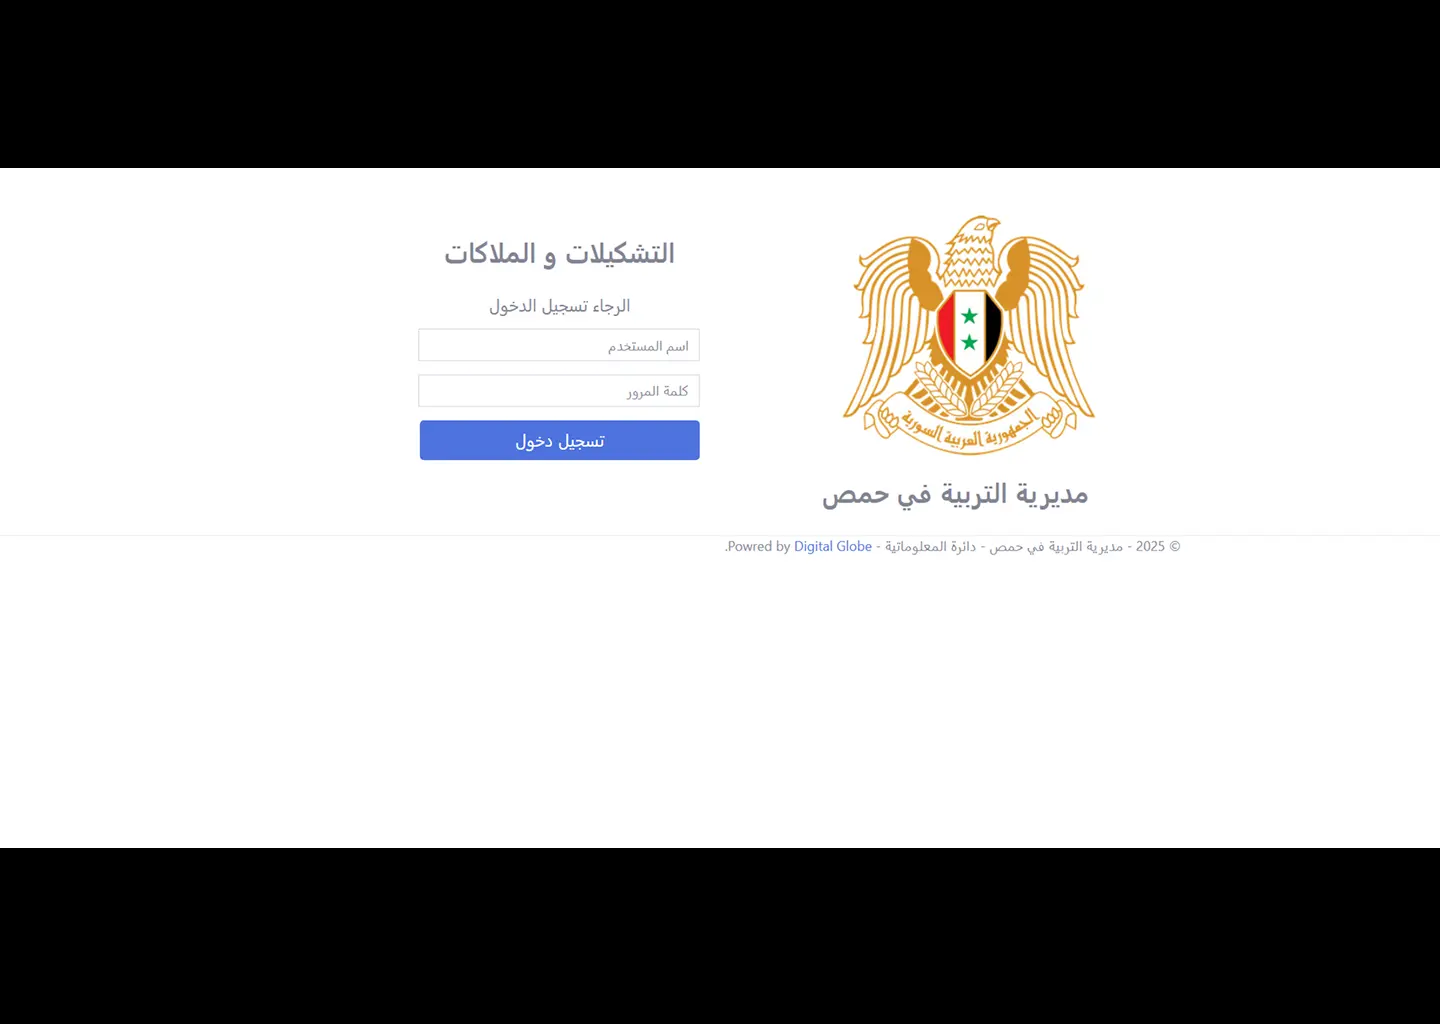 الجمهورية العربية السورية
مديرية التربية في حمص
التشكيلات و الملاكات
الرجاء تسجيل الدخول
اسم المستخدم
كلمة المرور
تسجيل دخول
© 2025 - مديرية التربية في حمص - دائرة المعلوماتية - Powred by Digital Globe.